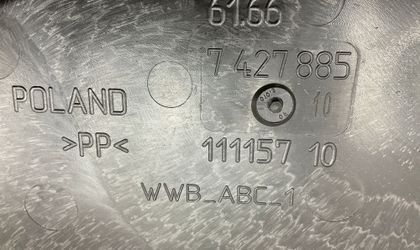 61.66
7 427 885
POLAND
10
>PP<
111157 10
WWB_ABC_1